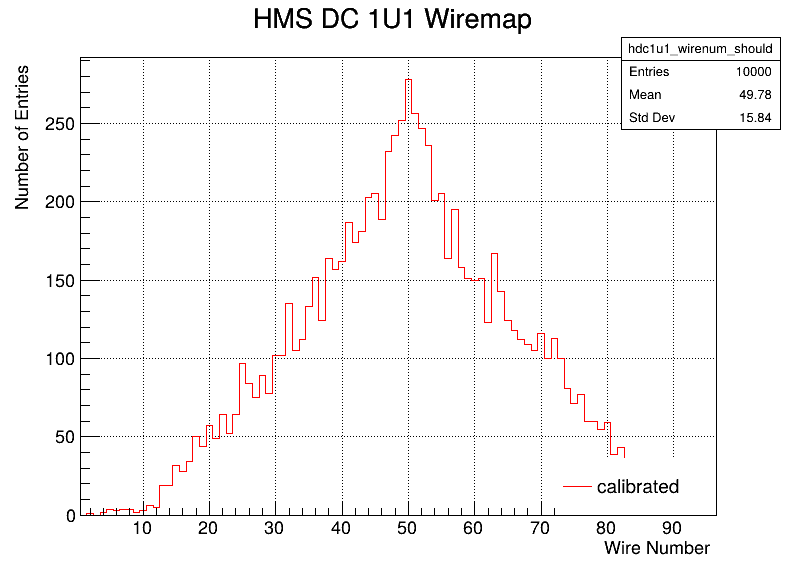 HMS DC 1U1 Wiremap
hdc1u1_wirenum_should
Entries 10000
Mean 49.78
Std Dev 15.84
Number of Entries
250
200
150
100
50
0
calibrated
10 20 30 40 50 60 70 80 90
Wire Number